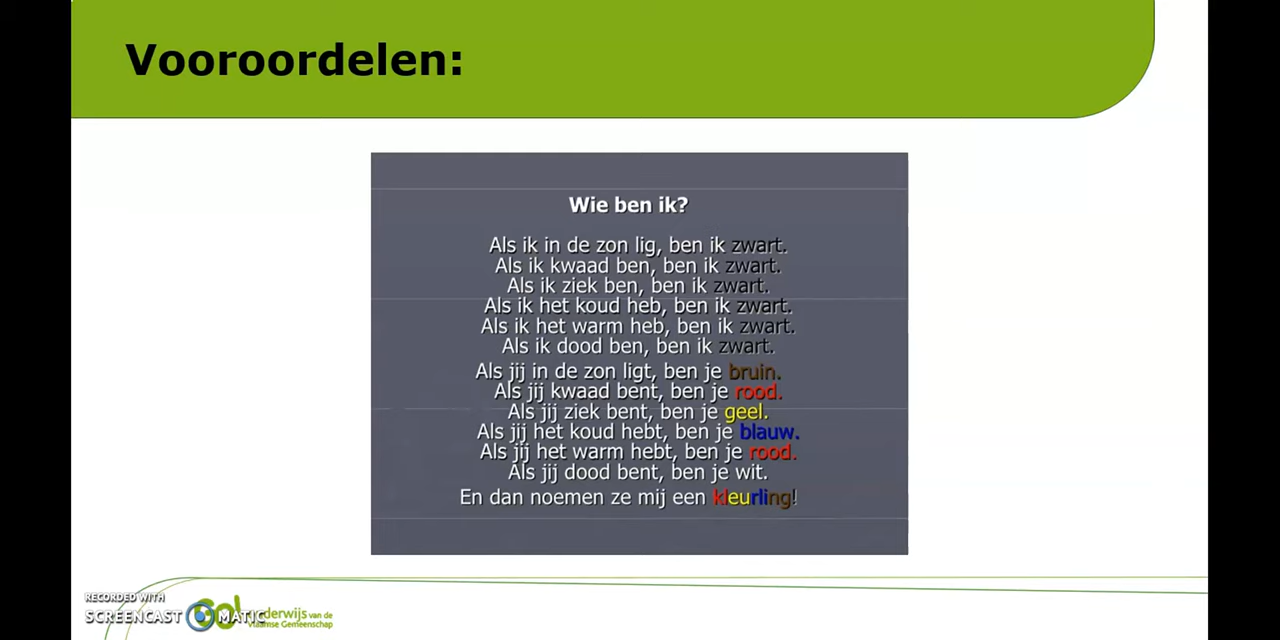 Vooroordelen:
Wie ben ik?
Als ik in de zon lig, ben ik zwart.
Als ik kwaad ben, ben ik zwart.
Als ik ziek ben, ben ik zwart.
Als ik het koud heb, ben ik zwart.
Als ik het warm heb, ben ik zwart.
Als ik dood ben, ben ik zwart.
Als jij in de zon ligt, ben je bruin.
Als jij kwaad bent, ben je rood.
Als jij ziek bent, ben je geel.
Als jij het koud hebt, ben je blauw.
Als jij het warm hebt, ben je rood.
Als jij dood bent, ben je wit.
En dan noemen ze mij een kleurling!
RECORDED WITH
SCREENCAST MATIC
van de
Vlaamse Gemeenschap